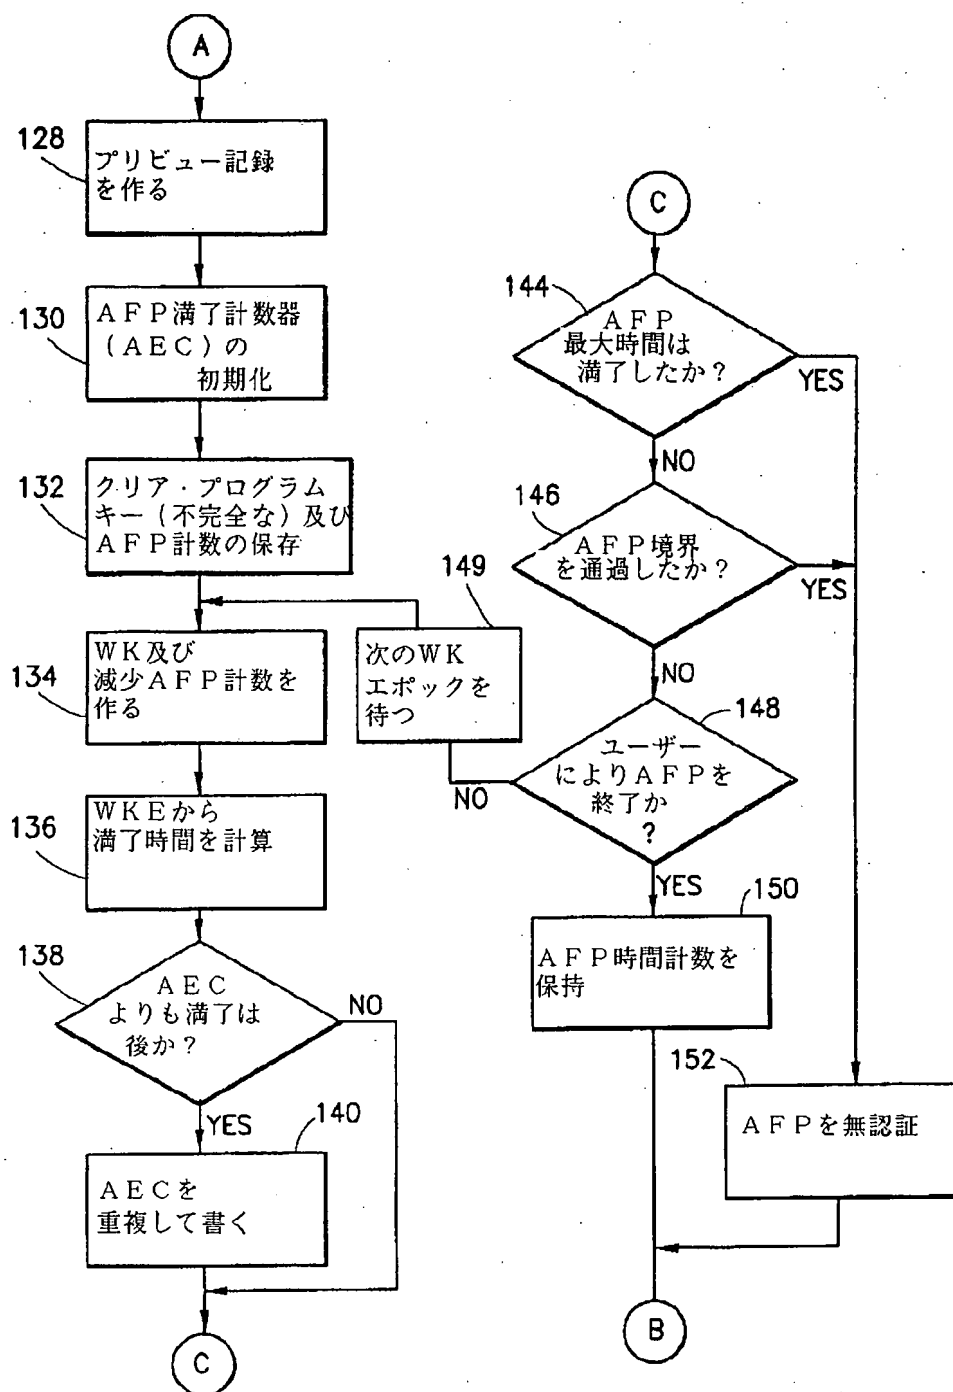 A
128
プリビュー記録
を作る
130
ＡＦＰ満了計数器
（ＡＥＣ）の
初期化
132
クリア・プログラム
キー（不完全な）及び
ＡＦＰ計数の保存
134
ＷＫ及び
減少ＡＦＰ計数を
作る
149
次のＷＫ
エポックを
待つ
136
ＷＫＥから
満了時間を計算
138
ＡＥＣ
よりも満了は
後か？
NO
YES
140
ＡＥＣを
重複して書く
C
C
144
ＡＦＰ
最大時間は
満了したか？
YES
NO
146
ＡＦＰ境界
を通過したか？
YES
NO
148
ユーザー
によりＡＦＰを
終了か
？
NO
YES
150
ＡＦＰ時間計数を
保持
152
ＡＦＰを無認証
B